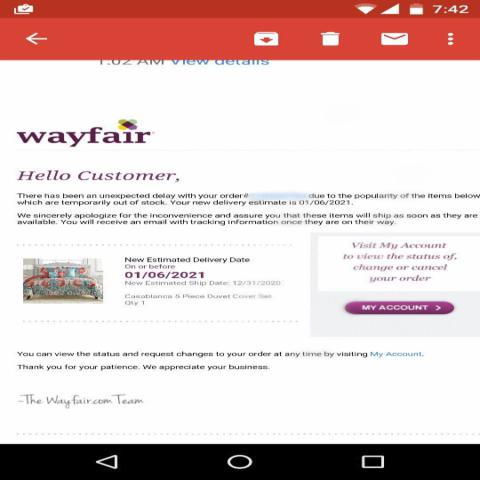 7:42
1:02 AM View details
wayfair
Hello Customer,
There has been an unexpected delay with your order# due to the popularity of the items below
which are temporarily out of stock. Your new delivery estimate is 01/06/2021.
We sincerely apologize for the inconvenience and assure you that these items will ship as soon as they are
available. You will receive an email with tracking information once they are on their way.
New Estimated Delivery Date
On or before
01/06/2021
New Estimated Ship Date: 12/31/2020
Casablanca 5 Piece Duvet Cover Set
Qty 1
Visit My Account
to view the status of,
change or cancel
your order
MY ACCOUNT >
You can view the status and request changes to your order at any time by visiting My Account.
Thank you for your patience. We appreciate your business.
-The Wayfair.com Team